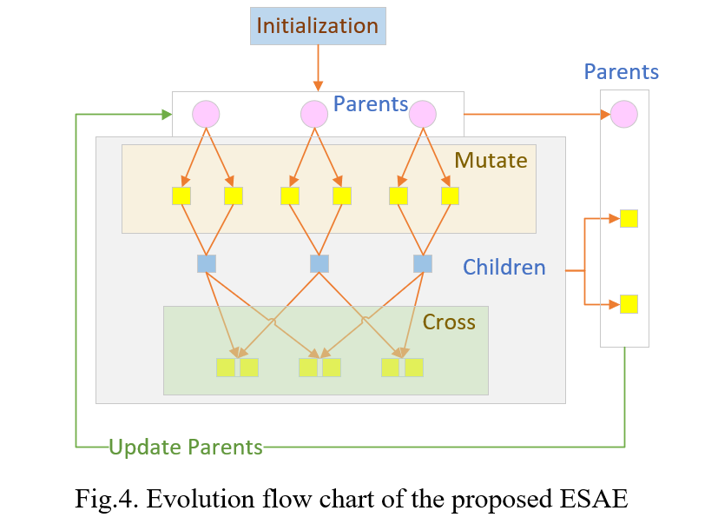 Initialization
Parents
Parents
Mutate
Children
Cross
Update Parents
Fig.4. Evolution flow chart of the proposed ESAE